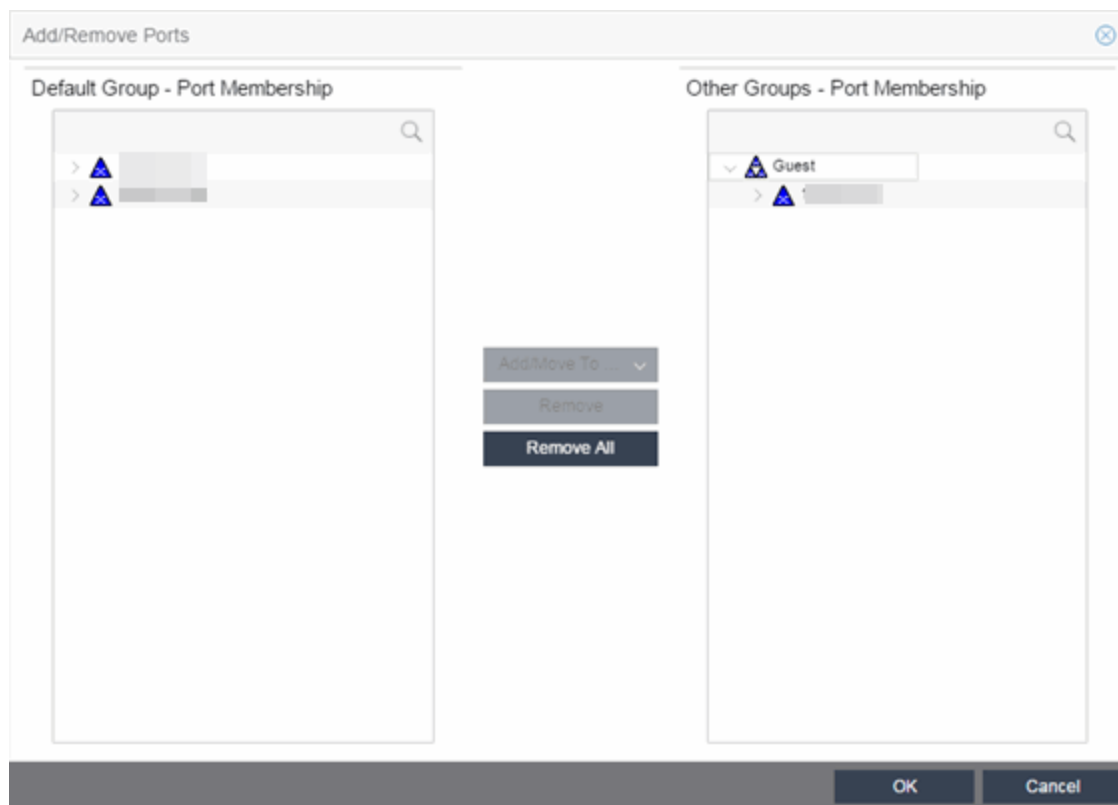 Add/Remove Ports
Default Group - Port Membership
Other Groups - Port Membership
Guest
Add/Move To ...
Remove
Remove All
OK
Cancel